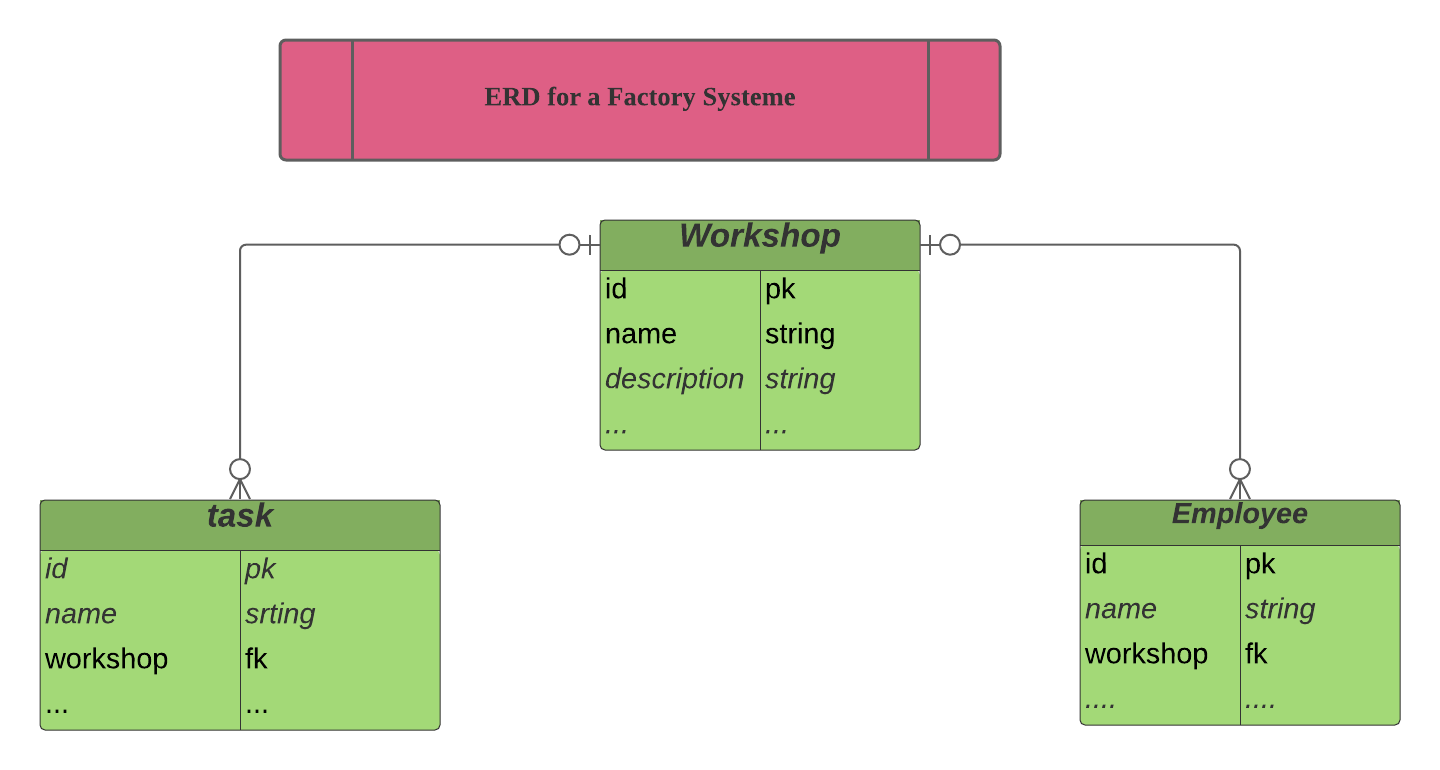 ERD for a Factory Systeme
Workshop
id pk
name string
description string
... ...
task
id pk
name srting
workshop fk
... ...
Employee
id pk
name string
workshop fk
.... ....